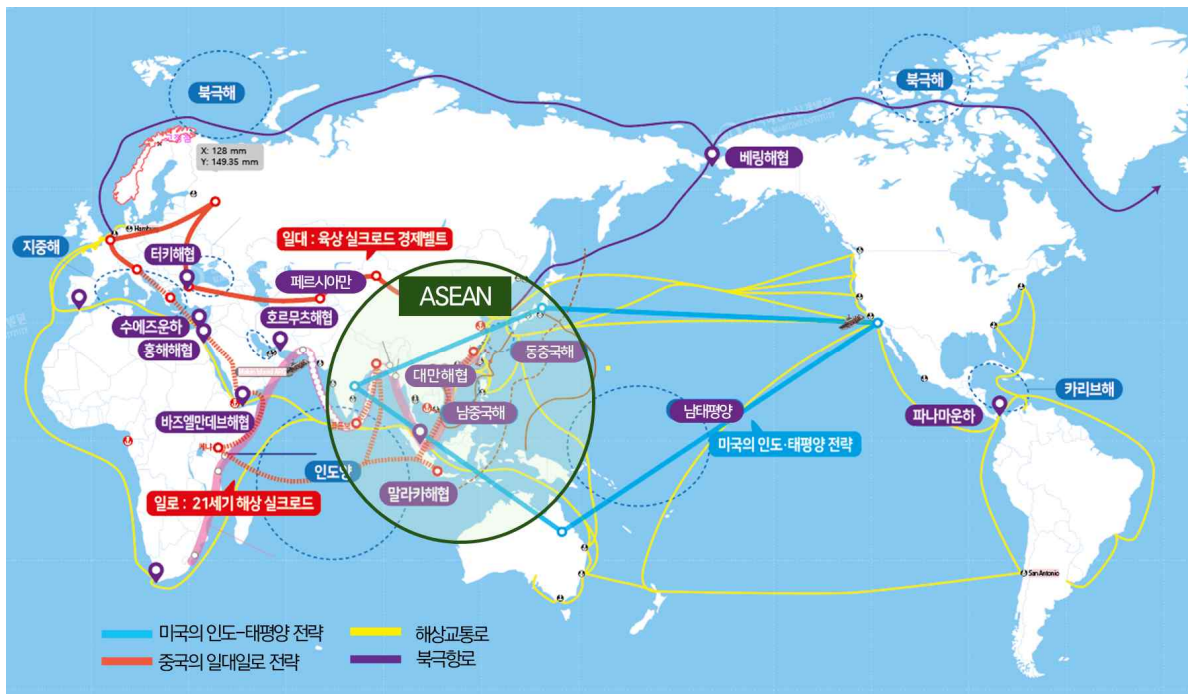 북극해
북극해
X: 128 mm
Y: 149.35 mm
베링해협
Hamburg
지중해
터키해협
일대 : 육상 실크로드 경제벨트
페르시아만
ASEAN
호르무츠해협
수에즈운하
홍해해협
동중국해
대만해협
카리브해
바즈엘만데브해협
남중국해
남태평양
파나마운하
미국의 인도·태평양 전략
케냐
인도양
말라카해협
일로 : 21세기 해상 실크로드
San Antonio
미국의 인도-태평양 전략
해상교통로
중국의 일대일로 전략
북극항로